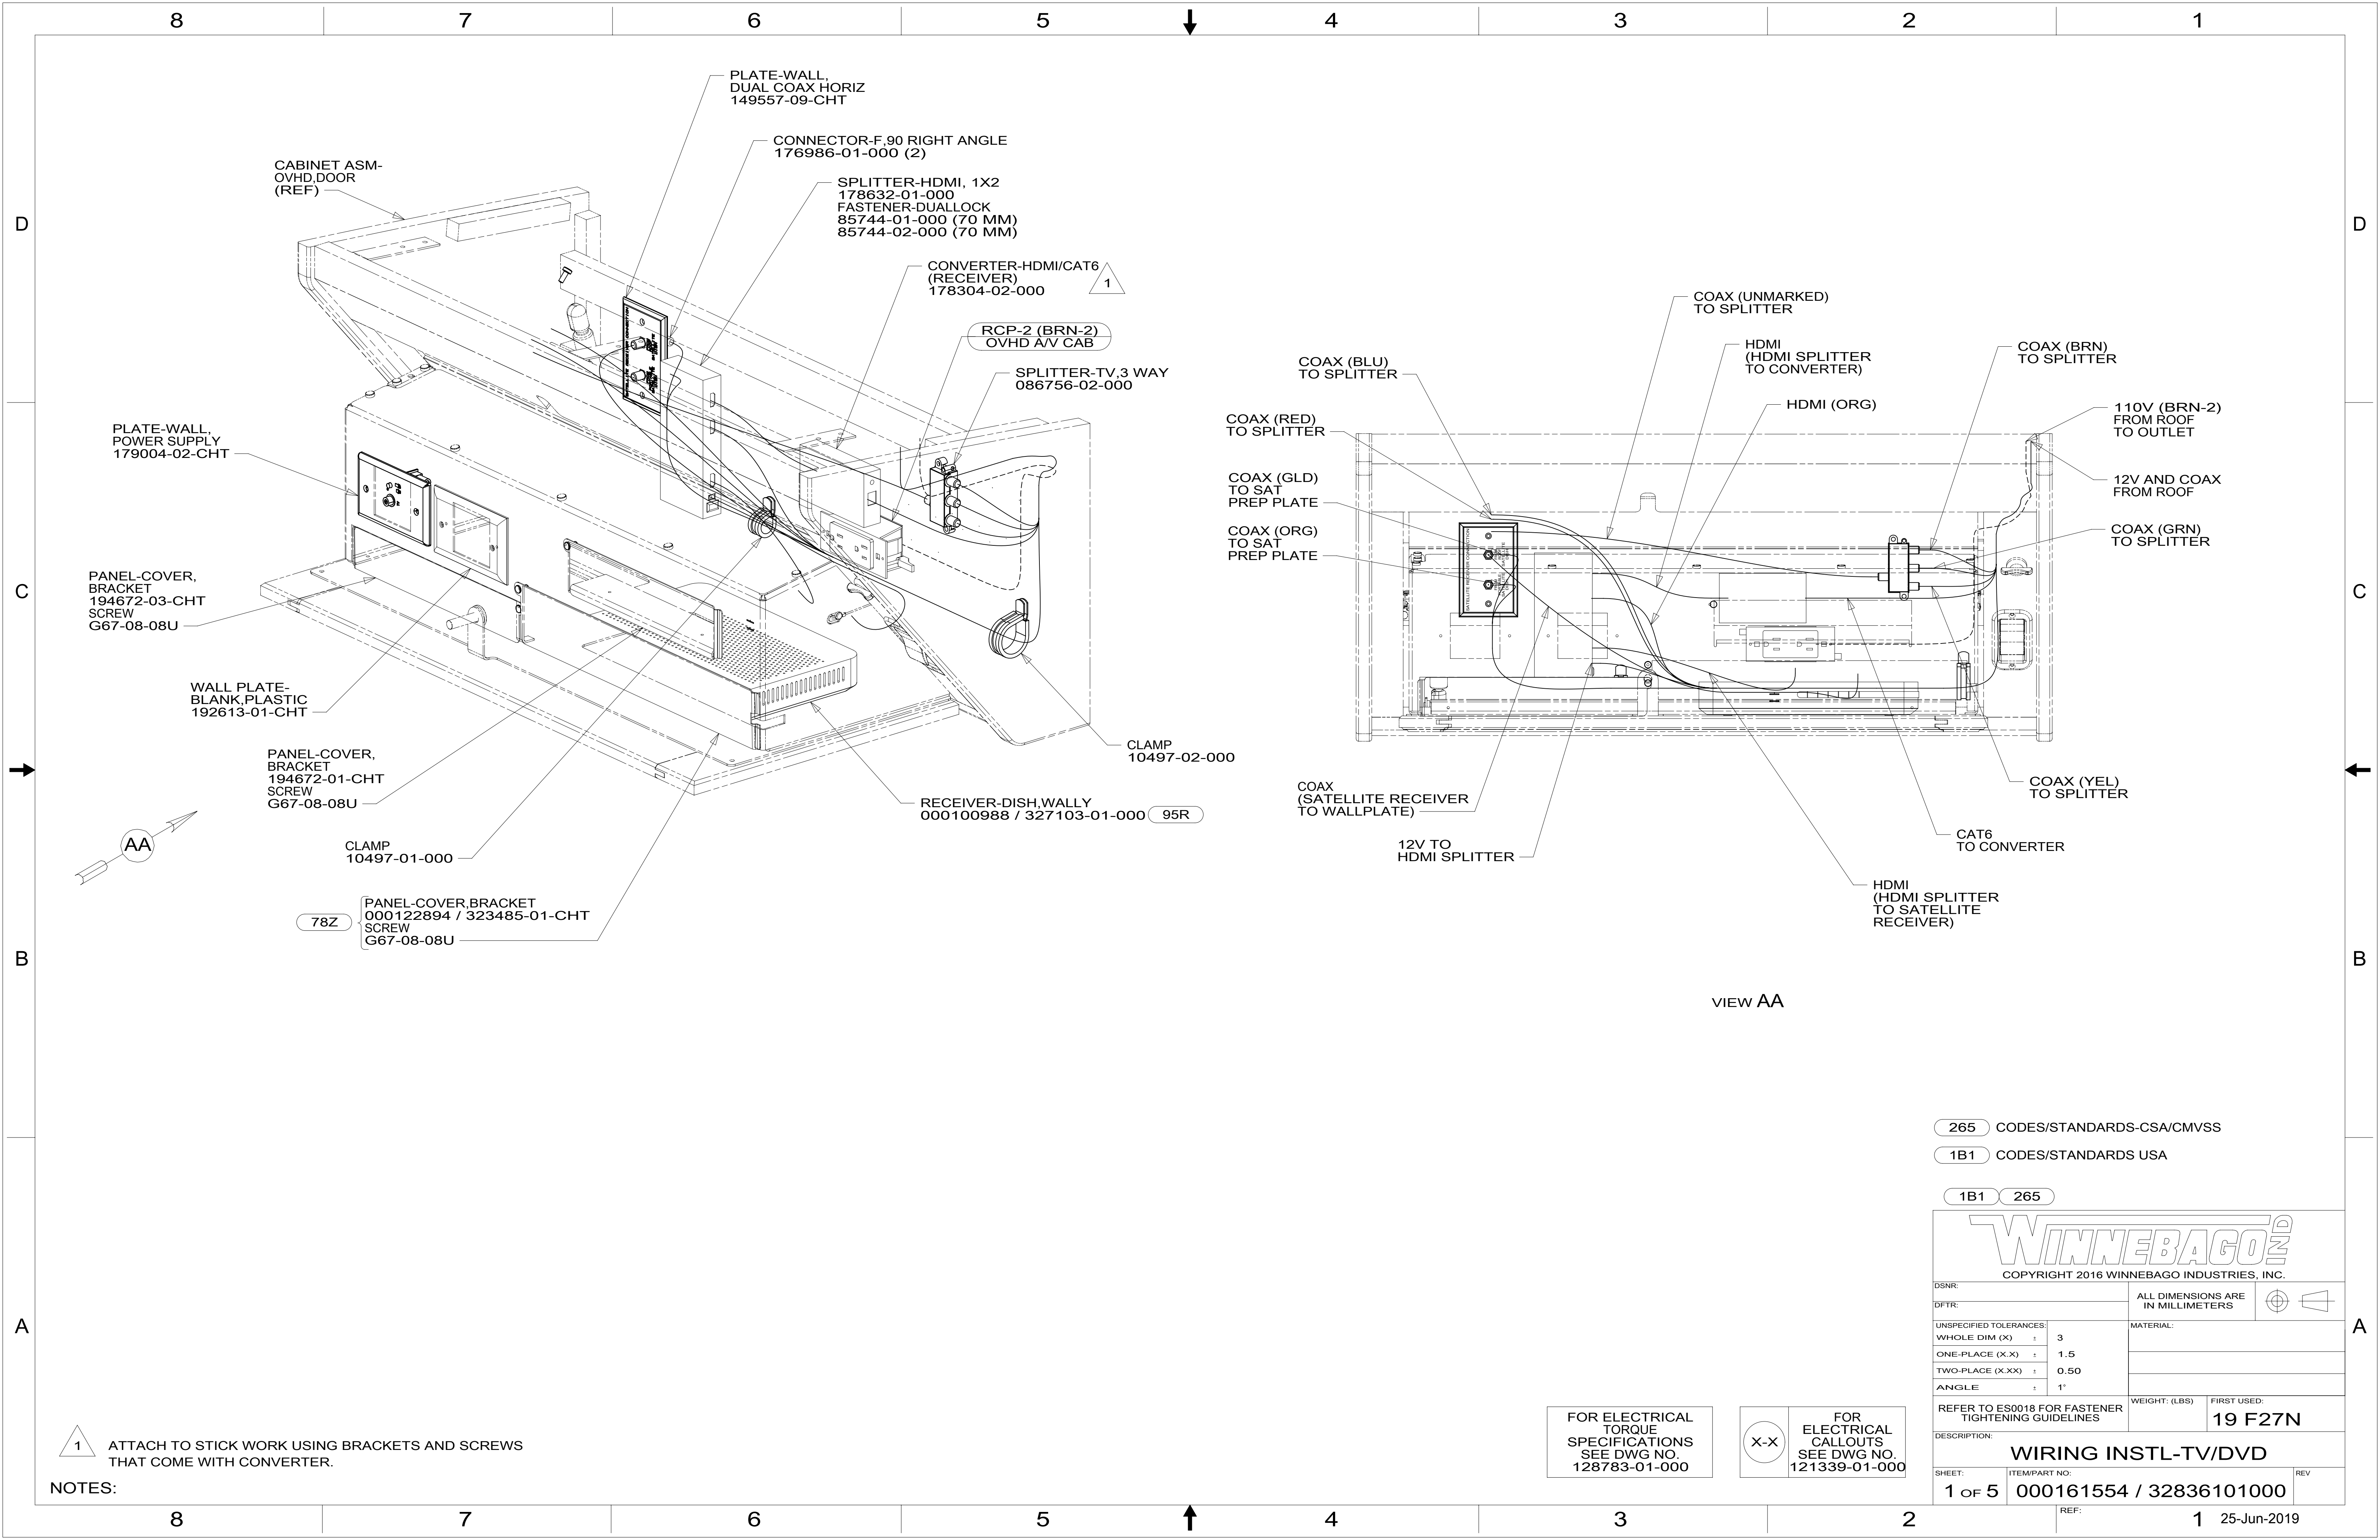 8 7 6 5 4 3 2 1
D
D
C
C
B
B
A
A
PLATE-WALL,
DUAL COAX HORIZ
149557-09-CHT
CONNECTOR-F,90 RIGHT ANGLE
176986-01-000 (2)
CABINET ASM-
OVHD,DOOR
(REF)
SPLITTER-HDMI, 1X2
178632-01-000
FASTENER-DUALLOCK
85744-01-000 (70 MM)
85744-02-000 (70 MM)
CONVERTER-HDMI/CAT6
(RECEIVER)
178304-02-000
1
RCP-2 (BRN-2)
OVHD A/V CAB
SPLITTER-TV,3 WAY
086756-02-000
PLATE-WALL,
POWER SUPPLY
179004-02-CHT
PANEL-COVER,
BRACKET
194672-03-CHT
SCREW
G67-08-08U
WALL PLATE-
BLANK,PLASTIC
192613-01-CHT
PANEL-COVER,
BRACKET
194672-01-CHT
SCREW
G67-08-08U
CLAMP
10497-01-000
78Z
PANEL-COVER,BRACKET
000122894 / 323485-01-CHT
SCREW
G67-08-08U
CLAMP
10497-02-000
RECEIVER-DISH,WALLY
000100988 / 327103-01-000
95R
AA
COAX (UNMARKED)
TO SPLITTER
HDMI
(HDMI SPLITTER
TO CONVERTER)
COAX (BRN)
TO SPLITTER
COAX (BLU)
TO SPLITTER
HDMI (ORG)
COAX (RED)
TO SPLITTER
110V (BRN-2)
FROM ROOF
TO OUTLET
COAX (GLD)
TO SAT
PREP PLATE
12V AND COAX
FROM ROOF
COAX (ORG)
TO SAT
PREP PLATE
COAX (GRN)
TO SPLITTER
SATELLITE RECEIVER CONNECTION
COAX
(SATELLITE RECEIVER
TO WALLPLATE)
COAX (YEL)
TO SPLITTER
12V TO
HDMI SPLITTER
CAT6
TO CONVERTER
HDMI
(HDMI SPLITTER
TO SATELLITE
RECEIVER)
VIEW AA
265 CODES/STANDARDS-CSA/CMVSS
1B1 CODES/STANDARDS USA
1B1 265
WINNEBAGO IND
COPYRIGHT 2016 WINNEBAGO INDUSTRIES, INC.
DSNR:
DFTR:
ALL DIMENSIONS ARE
IN MILLIMETERS
UNSPECIFIED TOLERANCES:
WHOLE DIM (X) ± 3
ONE-PLACE (X.X) ± 1.5
TWO-PLACE (X.XX) ± 0.50
ANGLE ± 1°
MATERIAL:
REFER TO ES0018 FOR FASTENER
TIGHTENING GUIDELINES
WEIGHT: (LBS)
FIRST USED:
19 F27N
DESCRIPTION:
WIRING INSTL-TV/DVD
SHEET:
1 OF 5
ITEM/PART NO:
000161554 / 32836101000
REV
REF:
25-Jun-2019
FOR ELECTRICAL
TORQUE
SPECIFICATIONS
SEE DWG NO.
128783-01-000
X-X
FOR
ELECTRICAL
CALLOUTS
SEE DWG NO.
121339-01-000
1 ATTACH TO STICK WORK USING BRACKETS AND SCREWS
THAT COME WITH CONVERTER.
NOTES:
8 7 6 5 4 3 2 1